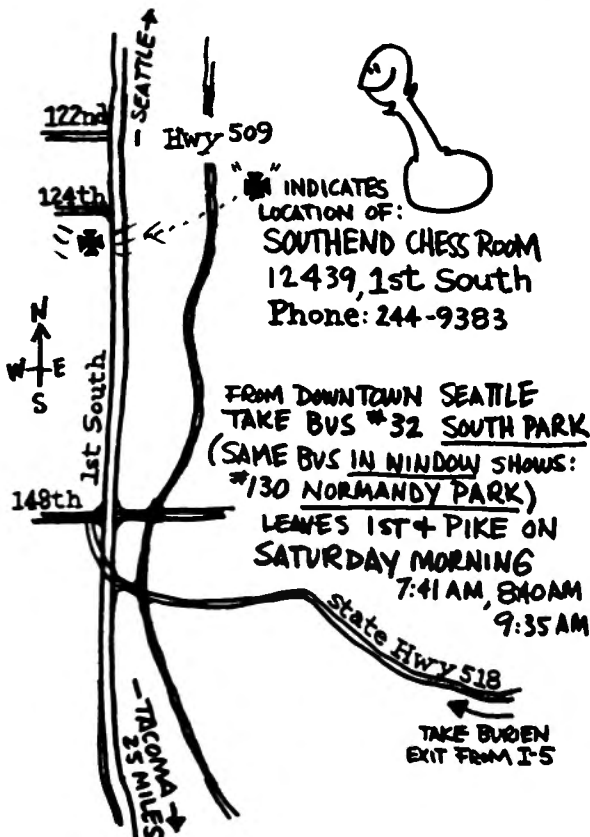 SEATTLE
122nd
Hwy 509
124th
" " INDICATES
LOCATION OF:
SOUTHEND CHESS ROOM
12439, 1st South
Phone: 244-9383
N
W E
S
1st South
FROM DOWNTOWN SEATTLE
TAKE BUS #32 SOUTH PARK
(SAME BUS IN WINDOW SHOWS:
#130 NORMANDY PARK)
LEAVES 1ST + PIKE ON
SATURDAY MORNING
7:41 AM, 8:40 AM
9:35 AM
148th
State Hwy 518
TAKE BURIEN
EXIT FROM I-5
TACOMA
25 MILES